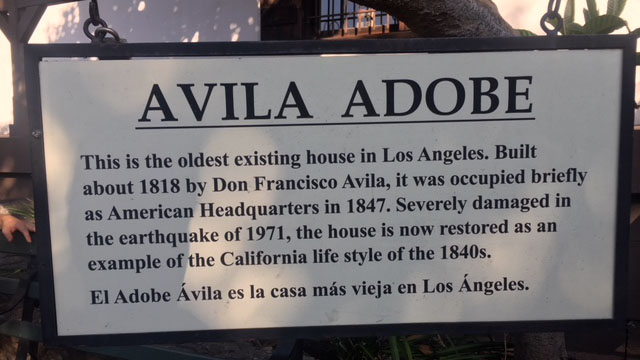 AVILA ADOBE
This is the oldest existing house in Los Angeles. Built
about 1818 by Don Francisco Avila, it was occupied briefly
as American Headquarters in 1847. Severely damaged in
the earthquake of 1971, the house is now restored as an
example of the California life style of the 1840s.
El Adobe Ávila es la casa más vieja en Los Ángeles.